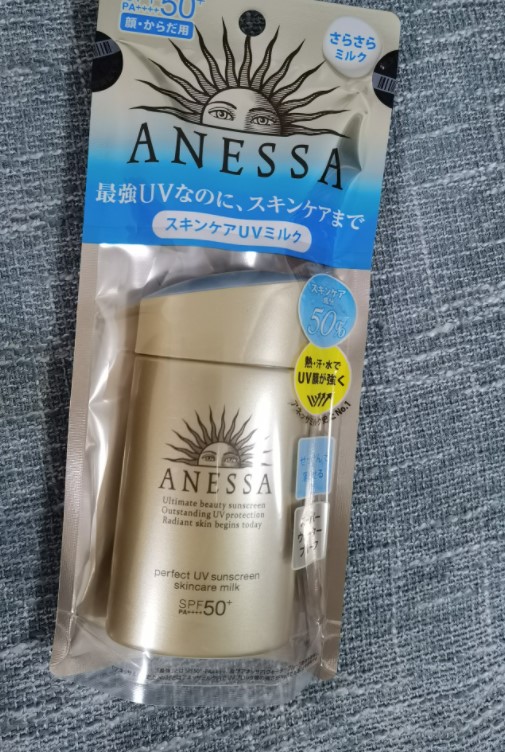 50+
PA++++
顔・からだ用
さらさら
ミルク
ANESSA
最強UVなのに、スキンケアまで
スキンケアUVミルク
スキンケア
50%
熱・汗・水で
UV膜が強く
ANESSA
Ultimate beauty sunscreen
Outstanding UV protection
Radiant skin begins today
perfect UV sunscreen
skincare milk
SPF50+
PA++++